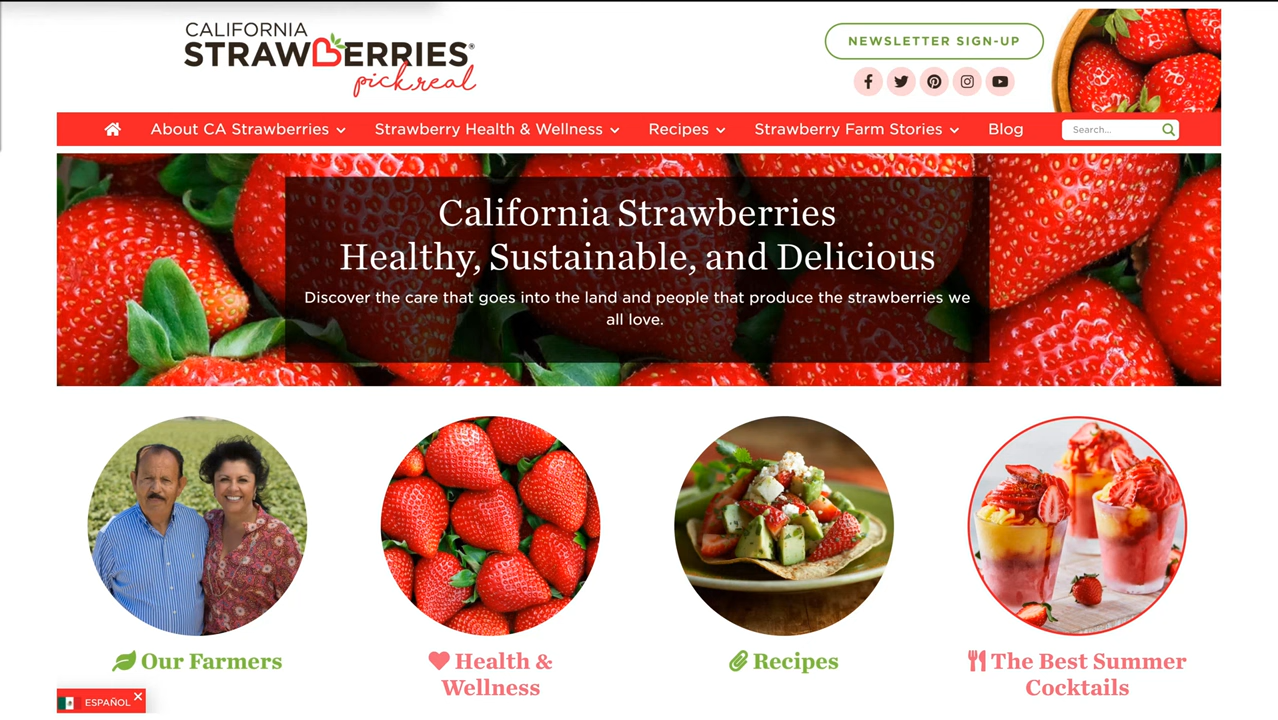 CALIFORNIA
STRAWBERRIES®
pick real
NEWSLETTER SIGN-UP
About CA Strawberries
Strawberry Health & Wellness
Recipes
Strawberry Farm Stories
Blog
Search...
California Strawberries
Healthy, Sustainable, and Delicious
Discover the care that goes into the land and people that produce the strawberries we
all love.
Our Farmers
Health &
Wellness
Recipes
The Best Summer
Cocktails
ESPAÑOL